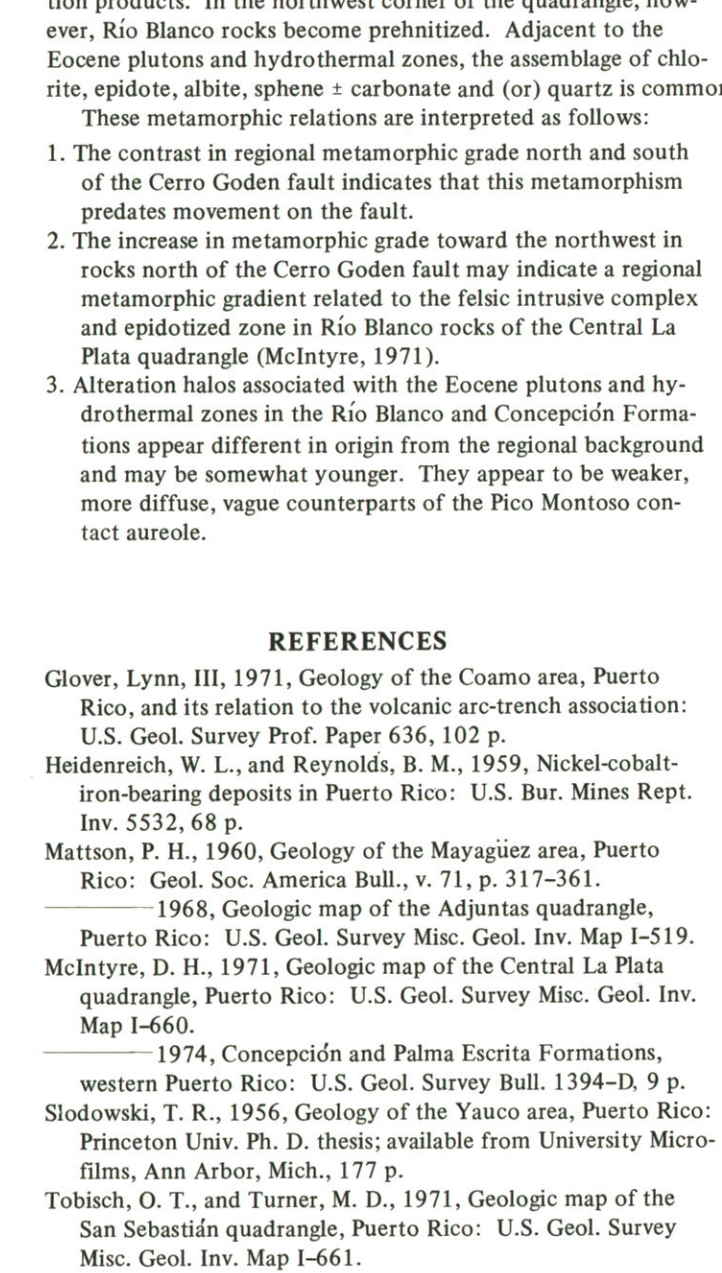 tion products. In the northwest corner of the quadrangle, how-
ever, Río Blanco rocks become prehnitized. Adjacent to the
Eocene plutons and hydrothermal zones, the assemblage of chlo-
rite, epidote, albite, sphene ± carbonate and (or) quartz is common
These metamorphic relations are interpreted as follows:
1. The contrast in regional metamorphic grade north and south
of the Cerro Goden fault indicates that this metamorphism
predates movement on the fault.
2. The increase in metamorphic grade toward the northwest in
rocks north of the Cerro Goden fault may indicate a regional
metamorphic gradient related to the felsic intrusive complex
and epidotized zone in Río Blanco rocks of the Central La
Plata quadrangle (McIntyre, 1971).
3. Alteration halos associated with the Eocene plutons and hy-
drothermal zones in the Río Blanco and Concepción Forma-
tions appear different in origin from the regional background
and may be somewhat younger. They appear to be weaker,
more diffuse, vague counterparts of the Pico Montoso con-
tact aureole.
REFERENCES
Glover, Lynn, III, 1971, Geology of the Coamo area, Puerto
Rico, and its relation to the volcanic arc-trench association:
U.S. Geol. Survey Prof. Paper 636, 102 p.
Heidenreich, W. L., and Reynolds, B. M., 1959, Nickel-cobalt-
iron-bearing deposits in Puerto Rico: U.S. Bur. Mines Rept.
Inv. 5532, 68 p.
Mattson, P. H., 1960, Geology of the Mayagüez area, Puerto
Rico: Geol. Soc. America Bull., v. 71, p. 317–361.
———1968, Geologic map of the Adjuntas quadrangle,
Puerto Rico: U.S. Geol. Survey Misc. Geol. Inv. Map I–519.
McIntyre, D. H., 1971, Geologic map of the Central La Plata
quadrangle, Puerto Rico: U.S. Geol. Survey Misc. Geol. Inv.
Map I–660.
———1974, Concepción and Palma Escrita Formations,
western Puerto Rico: U.S. Geol. Survey Bull. 1394–D, 9 p.
Slodowski, T. R., 1956, Geology of the Yauco area, Puerto Rico:
Princeton Univ. Ph. D. thesis; available from University Micro-
films, Ann Arbor, Mich., 177 p.
Tobisch, O. T., and Turner, M. D., 1971, Geologic map of the
San Sebastián quadrangle, Puerto Rico: U.S. Geol. Survey
Misc. Geol. Inv. Map I–661.